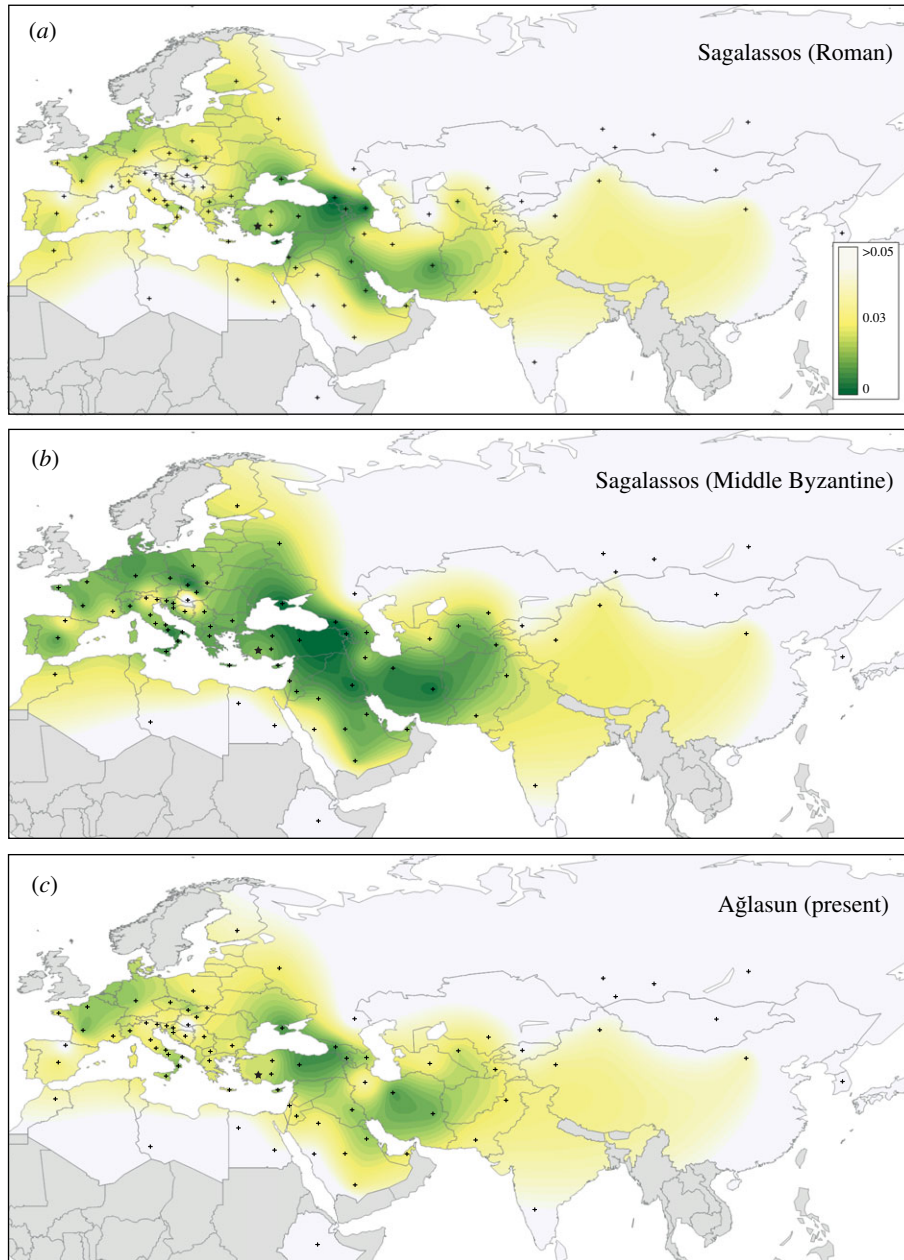 (a)
Sagalassos (Roman)
>0.05
0.03
0
(b)
Sagalassos (Middle Byzantine)
(c)
Ağlasun (present)